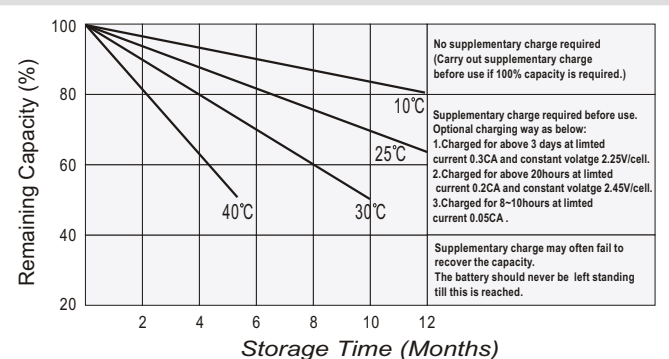 Remaining Capacity (%)
100
80
60
40
20
2 4 6 8 10 12
Storage Time (Months)
10℃
25℃
30℃
40℃
No supplementary charge required
(Carry out supplementary charge
before use if 100% capacity is required.)
Supplementary charge required before use.
Optional charging way as below:
1.Charged for above 3 days at limted
current 0.3CA and constant volatge 2.25V/cell.
2.Charged for above 20hours at limted
current 0.2CA and constant volatge 2.45V/cell.
3.Charged for 8~10hours at limted
current 0.05CA .
Supplementary charge may often fail to
recover the capacity.
The battery should never be left standing
till this is reached.